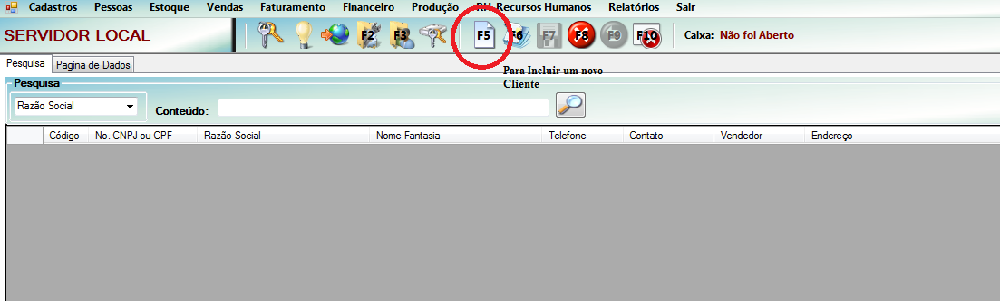 Cadastros Pessoas Estoque Vendas Faturamento Financeiro Produção RH-Recursos Humanos Relatórios Sair
SERVIDOR LOCAL F2 F3 F5 F6 F7 F8 F9 F10 Caixa: Não foi Aberto
Pesquisa Pagina de Dados
Para Incluir um novo
Cliente
Pesquisa
Razão Social Conteúdo:
Código No. CNPJ ou CPF Razão Social Nome Fantasia Telefone Contato Vendedor Endereço